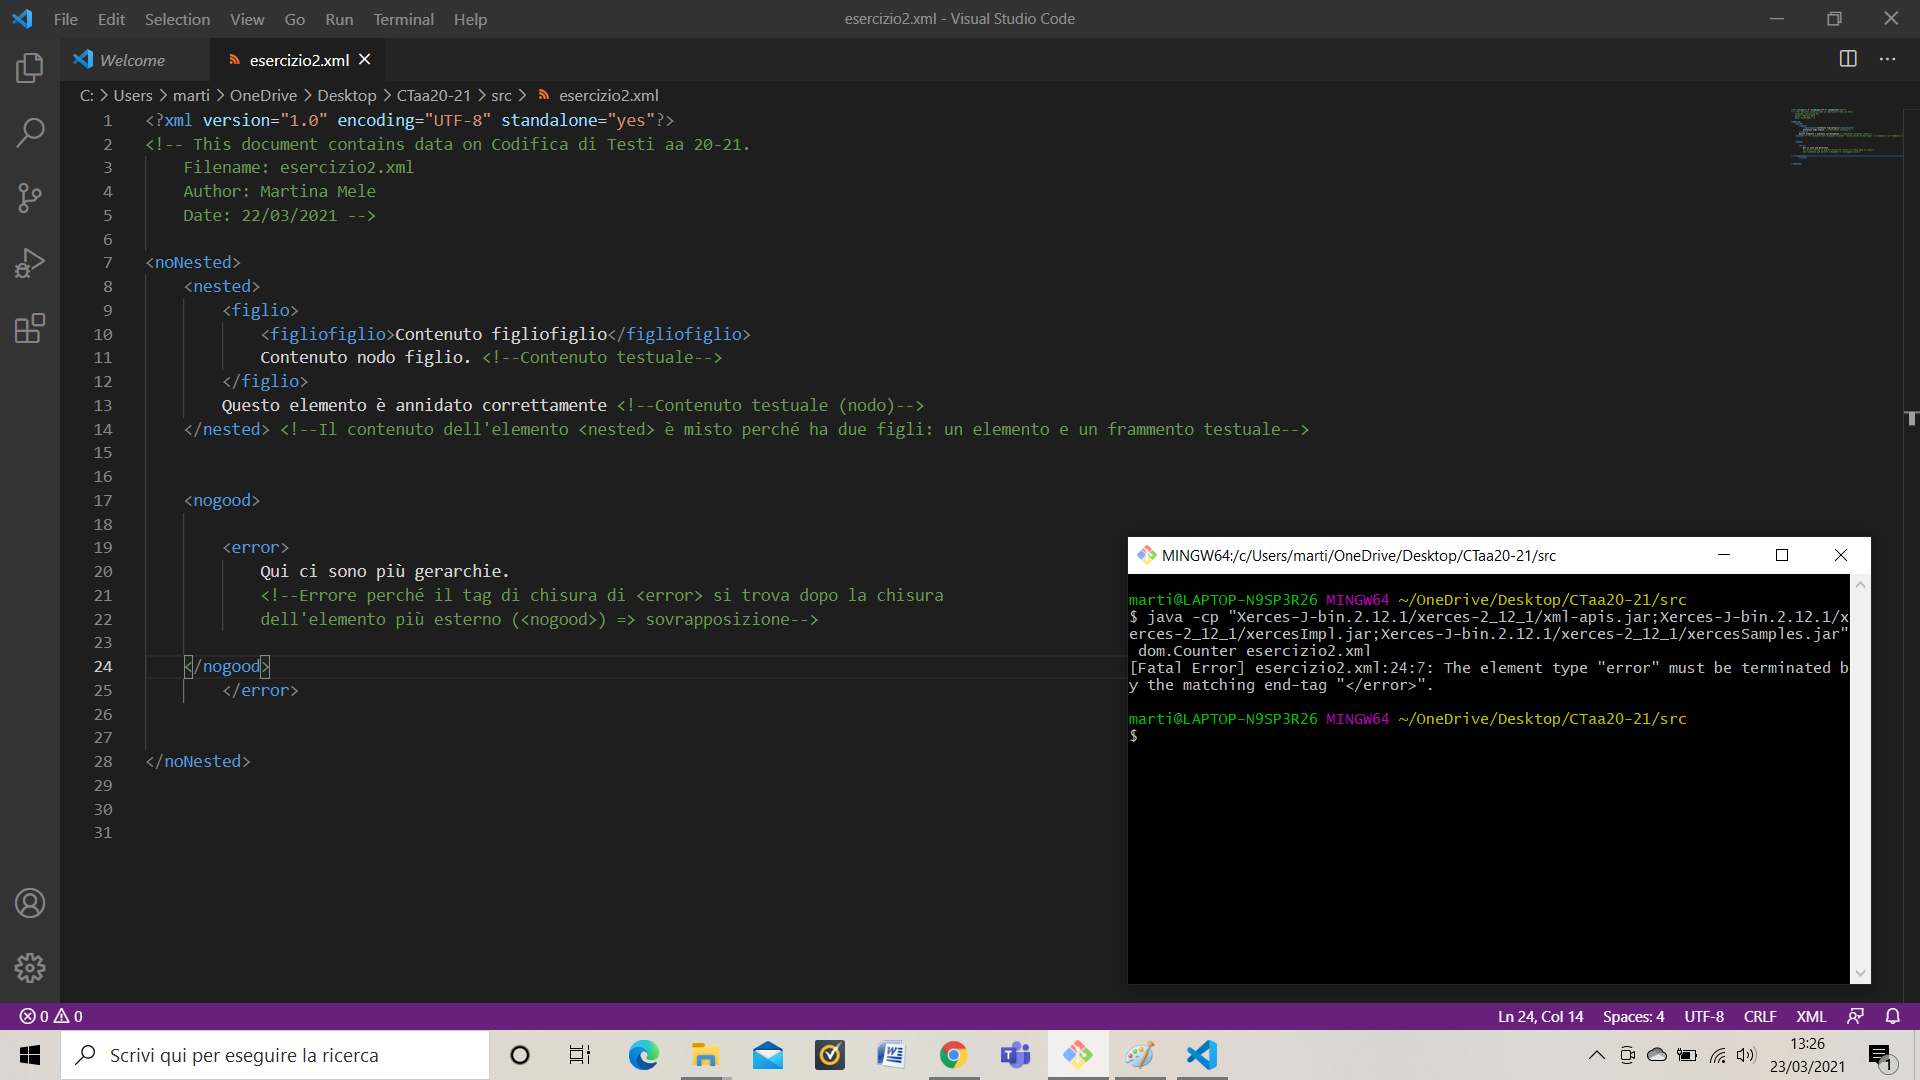 File Edit Selection View Go Run Terminal Help
esercizio2.xml - Visual Studio Code
Welcome
esercizio2.xml
C: > Users > marti > OneDrive > Desktop > CTaa20-21 > src > esercizio2.xml
1 <?xml version="1.0" encoding="UTF-8" standalone="yes"?>
2 <!-- This document contains data on Codifica di Testi aa 20-21.
3 Filename: esercizio2.xml
4 Author: Martina Mele
5 Date: 22/03/2021 -->
6
7 <noNested>
8 <nested>
9 <figlio>
10 <figliofiglio>Contenuto figliofiglio</figliofiglio>
11 Contenuto nodo figlio. <!--Contenuto testuale-->
12 </figlio>
13 Questo elemento è annidato correttamente <!--Contenuto testuale (nodo)-->
14 </nested> <!--Il contenuto dell'elemento <nested> è misto perché ha due figli: un elemento e un frammento testuale-->
15
16
17 <nogood>
18
19 <error>
20 Qui ci sono più gerarchie.
21 <!--Errore perché il tag di chisura di <error> si trova dopo la chisura
22 dell'elemento più esterno (<nogood>) => sovrapposizione-->
23
24 </nogood>
25 </error>
26
27
28 </noNested>
29
30
31
MINGW64:/c/Users/marti/OneDrive/Desktop/CTaa20-21/src
marti@LAPTOP-N9SP3R26 MINGW64 ~/OneDrive/Desktop/CTaa20-21/src
$ java -cp "Xerces-J-bin.2.12.1/xerces-2_12_1/xml-apis.jar;Xerces-J-bin.2.12.1/x
erces-2_12_1/xercesImpl.jar;Xerces-J-bin.2.12.1/xerces-2_12_1/xercesSamples.jar"
dom.Counter esercizio2.xml
[Fatal Error] esercizio2.xml:24:7: The element type "error" must be terminated b
y the matching end-tag "</error>".
marti@LAPTOP-N9SP3R26 MINGW64 ~/OneDrive/Desktop/CTaa20-21/src
$
0 0
Ln 24, Col 14 Spaces: 4 UTF-8 CRLF XML
Scrivi qui per eseguire la ricerca
13:26
23/03/2021
1